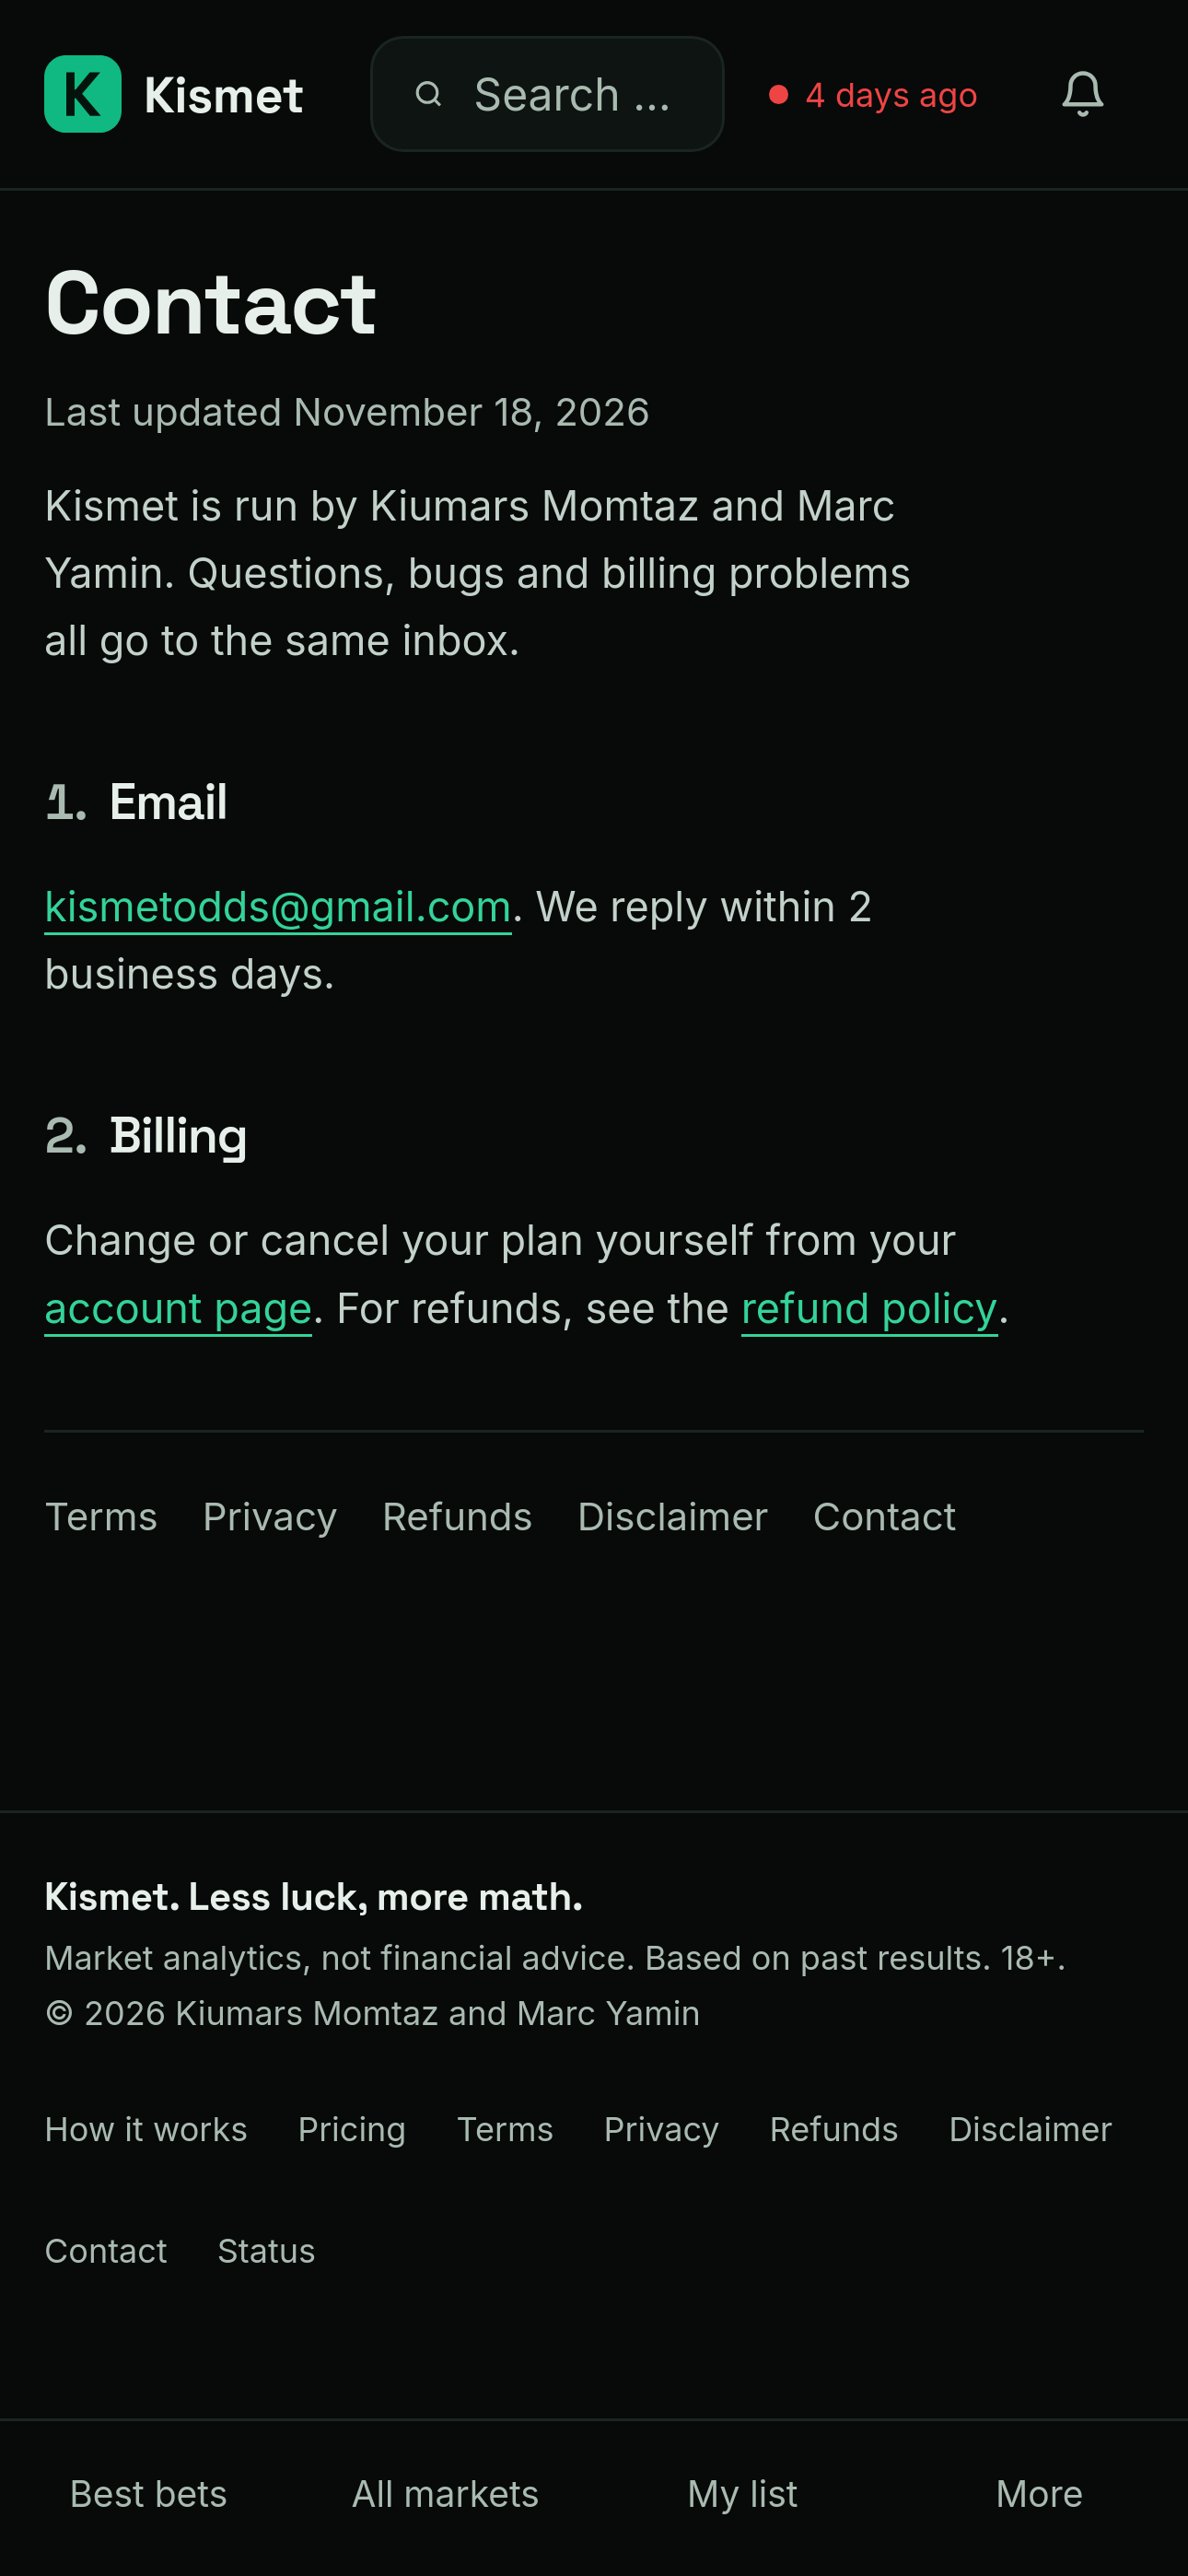 K Kismet Search ... 4 days ago
Contact
Last updated November 18, 2026
Kismet is run by Kiumars Momtaz and Marc
Yamin. Questions, bugs and billing problems
all go to the same inbox.
1. Email
kismetodds@gmail.com. We reply within 2
business days.
2. Billing
Change or cancel your plan yourself from your
account page. For refunds, see the refund policy.
Terms Privacy Refunds Disclaimer Contact
Kismet. Less luck, more math.
Market analytics, not financial advice. Based on past results. 18+.
© 2026 Kiumars Momtaz and Marc Yamin
How it works Pricing Terms Privacy Refunds Disclaimer
Contact Status
Best bets All markets My list More